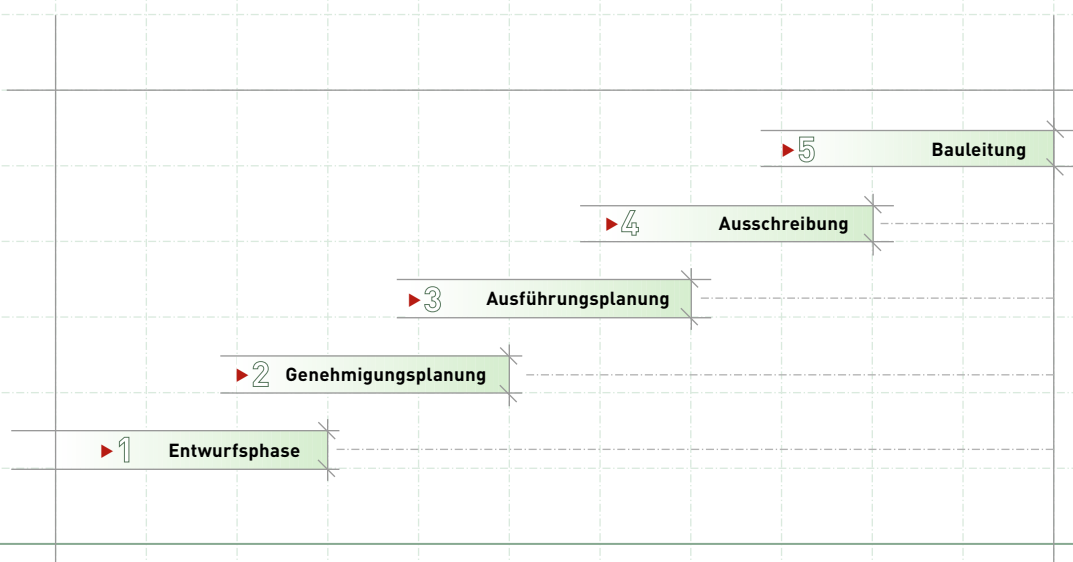 5 Bauleitung
4 Ausschreibung
3 Ausführungsplanung
2 Genehmigungsplanung
1 Entwurfsphase